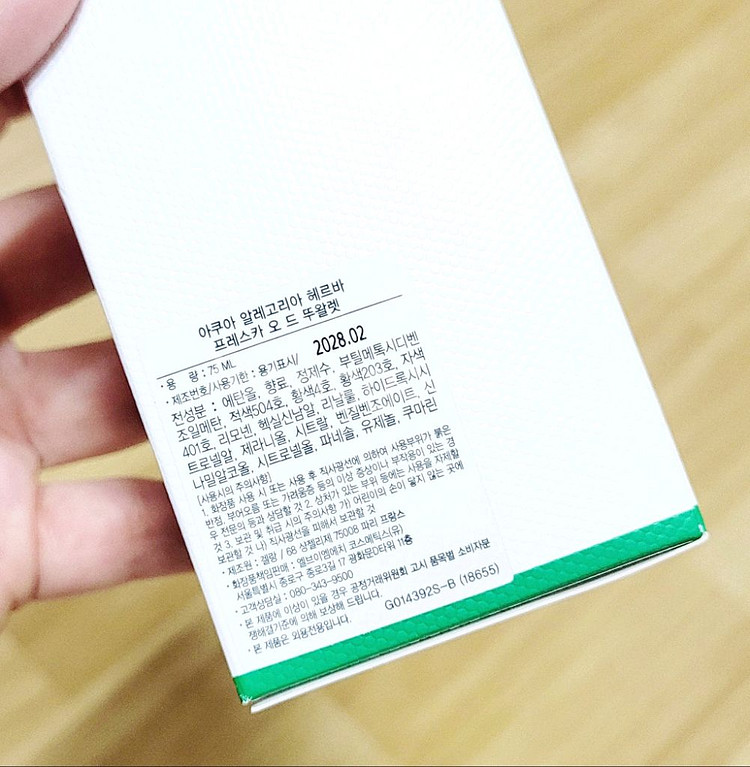 아쿠아 알레고리아 헤르바
프레스카 오 드 뚜왈렛
· 용 량 : 75 ML
· 제조번호/사용기한 : 용기표시/ 2028.02
전성분 : 에탄올, 향료, 정제수, 부틸메톡시디벤
조일메탄, 적색504호, 황색4호, 황색203호, 자색
401호, 리모넨, 헥실신남알, 리날룰, 하이드록시시
트로넬알, 제라니올, 시트랄, 벤질벤조에이트, 신
나밀알코올, 시트로넬올, 파네솔, 유제놀, 쿠마린
[사용시의 주의사항]
1. 화장품 사용 시 또는 사용 후 직사광선에 의하여 사용부위가 붉은
반점, 부어오름 또는 가려움증 등의 이상 증상이나 부작용이 있는 경
우 전문의 등과 상담할 것 2. 상처가 있는 부위 등에는 사용을 자제할
것 3. 보관 및 취급 시의 주의사항 가) 어린이의 손이 닿지 않는 곳에
보관할 것 나) 직사광선을 피해서 보관할 것
· 제조원 : 겔랑 / 68 샹젤리제 75008 파리 프랑스
· 화장품책임판매 : 엘브이엠에치 코스메틱스(유)
서울특별시 종로구 종로3길 17 광화문D타워 11층
· 고객상담실 : 080-343-9500
· 본 제품에 이상이 있을 경우 공정거래위원회 고시 품목별 소비자분
쟁해결기준에 의해 보상해 드립니다.
· 본 제품은 외용전용입니다. G014392S-B (18655)